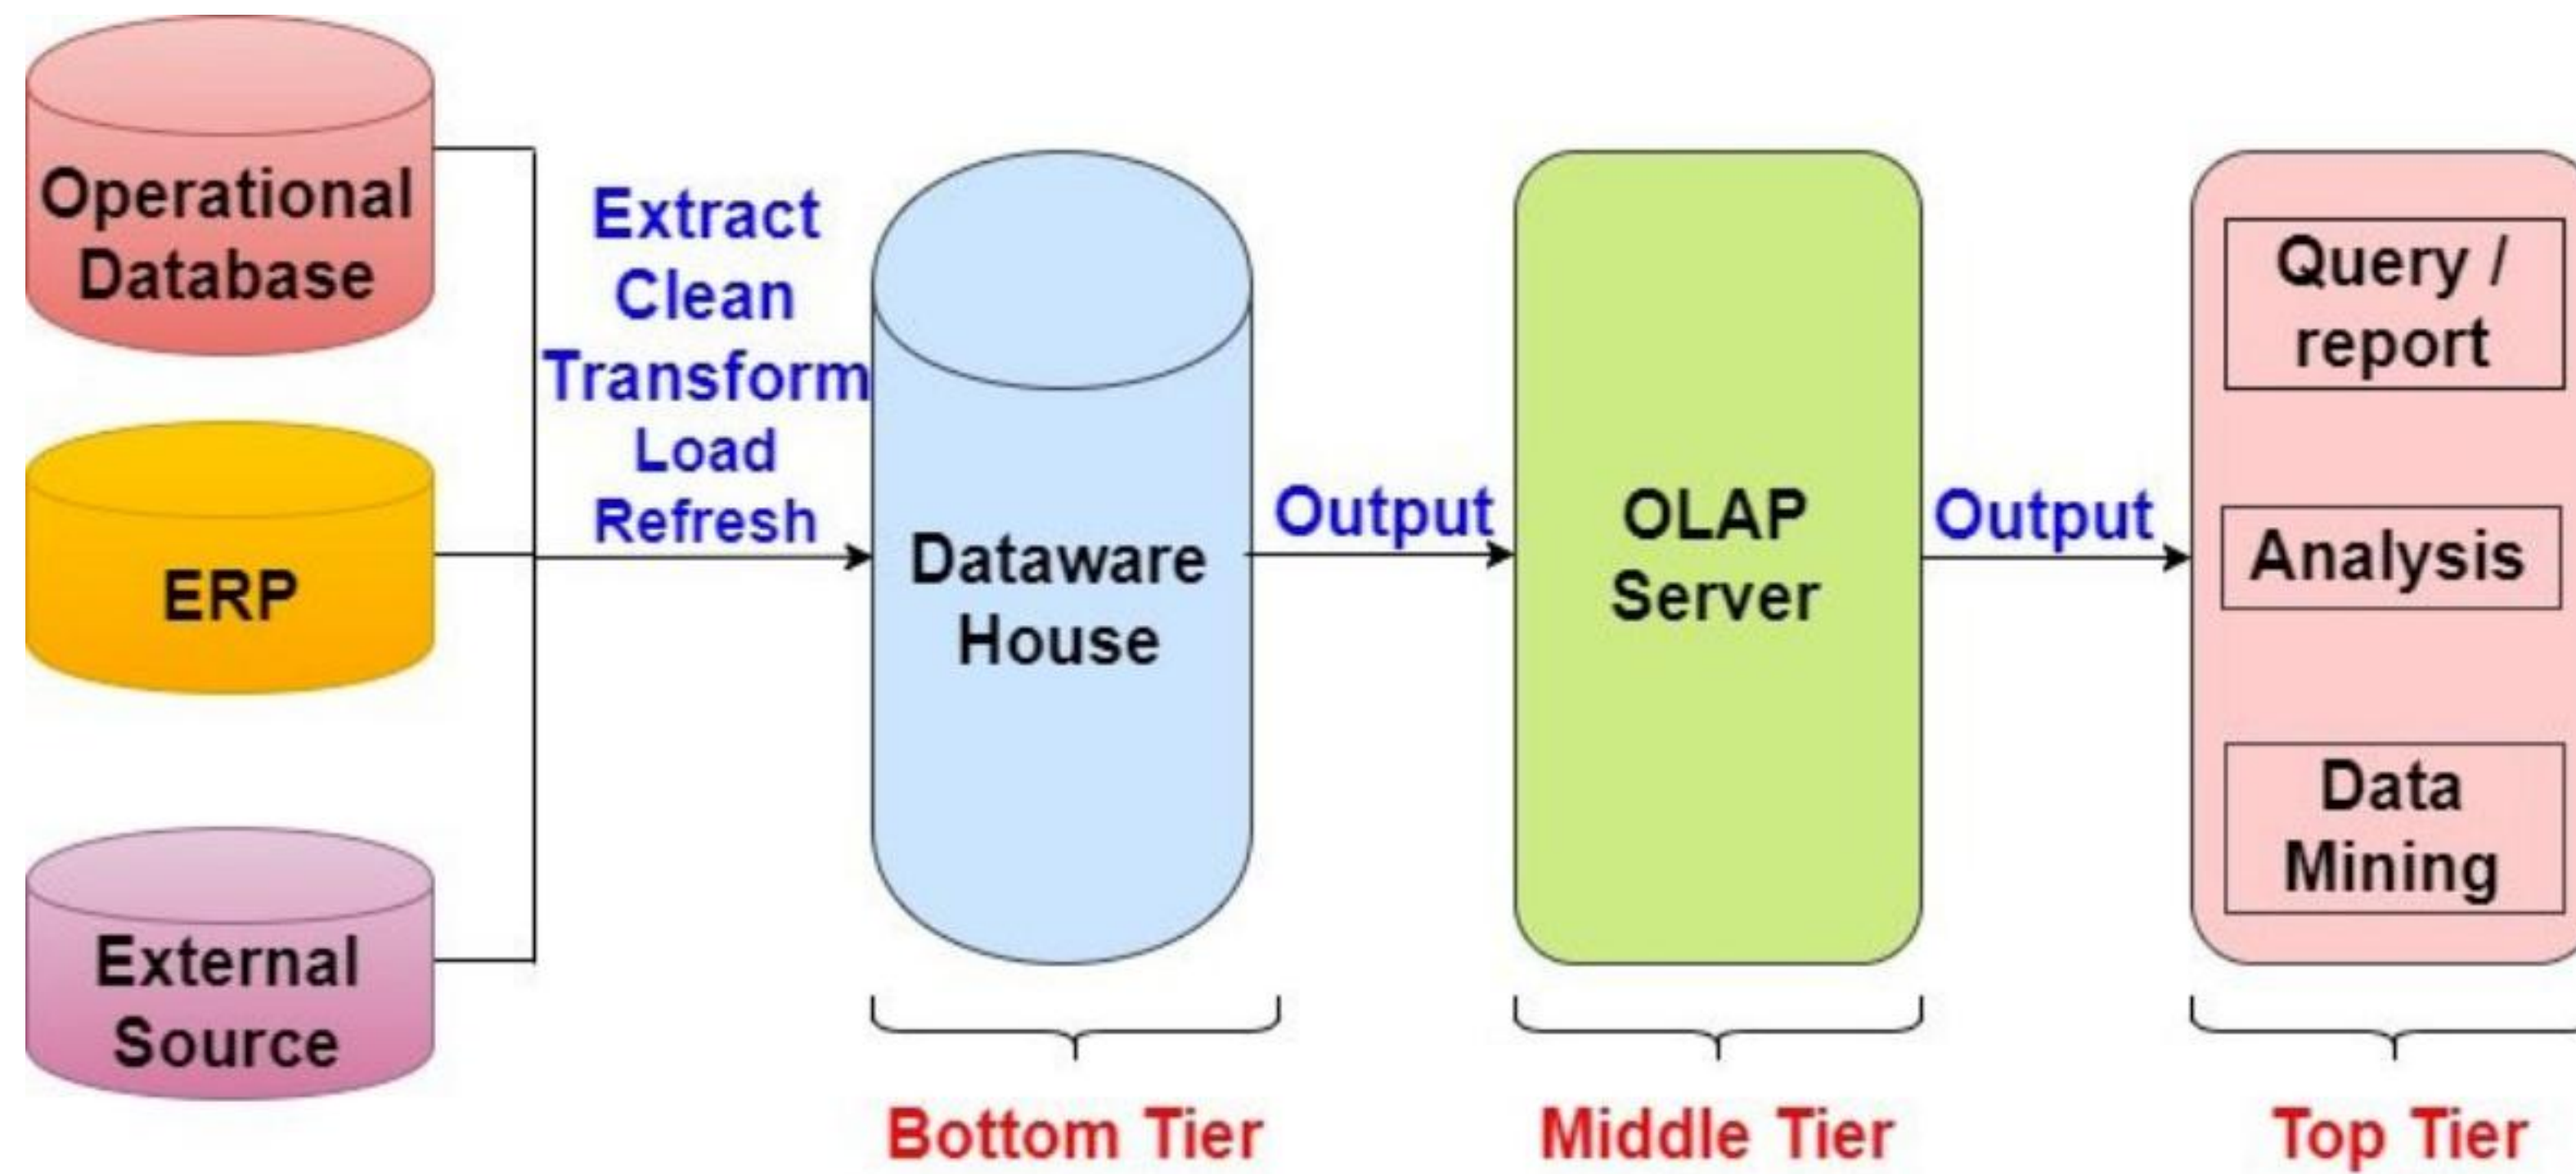 Operational
Database
ERP
External
Source
Extract
Clean
Transform
Load
Refresh
Dataware
House
Output
OLAP
Server
Output
Query /
report
Analysis
Data
Mining
Bottom Tier
Middle Tier
Top Tier